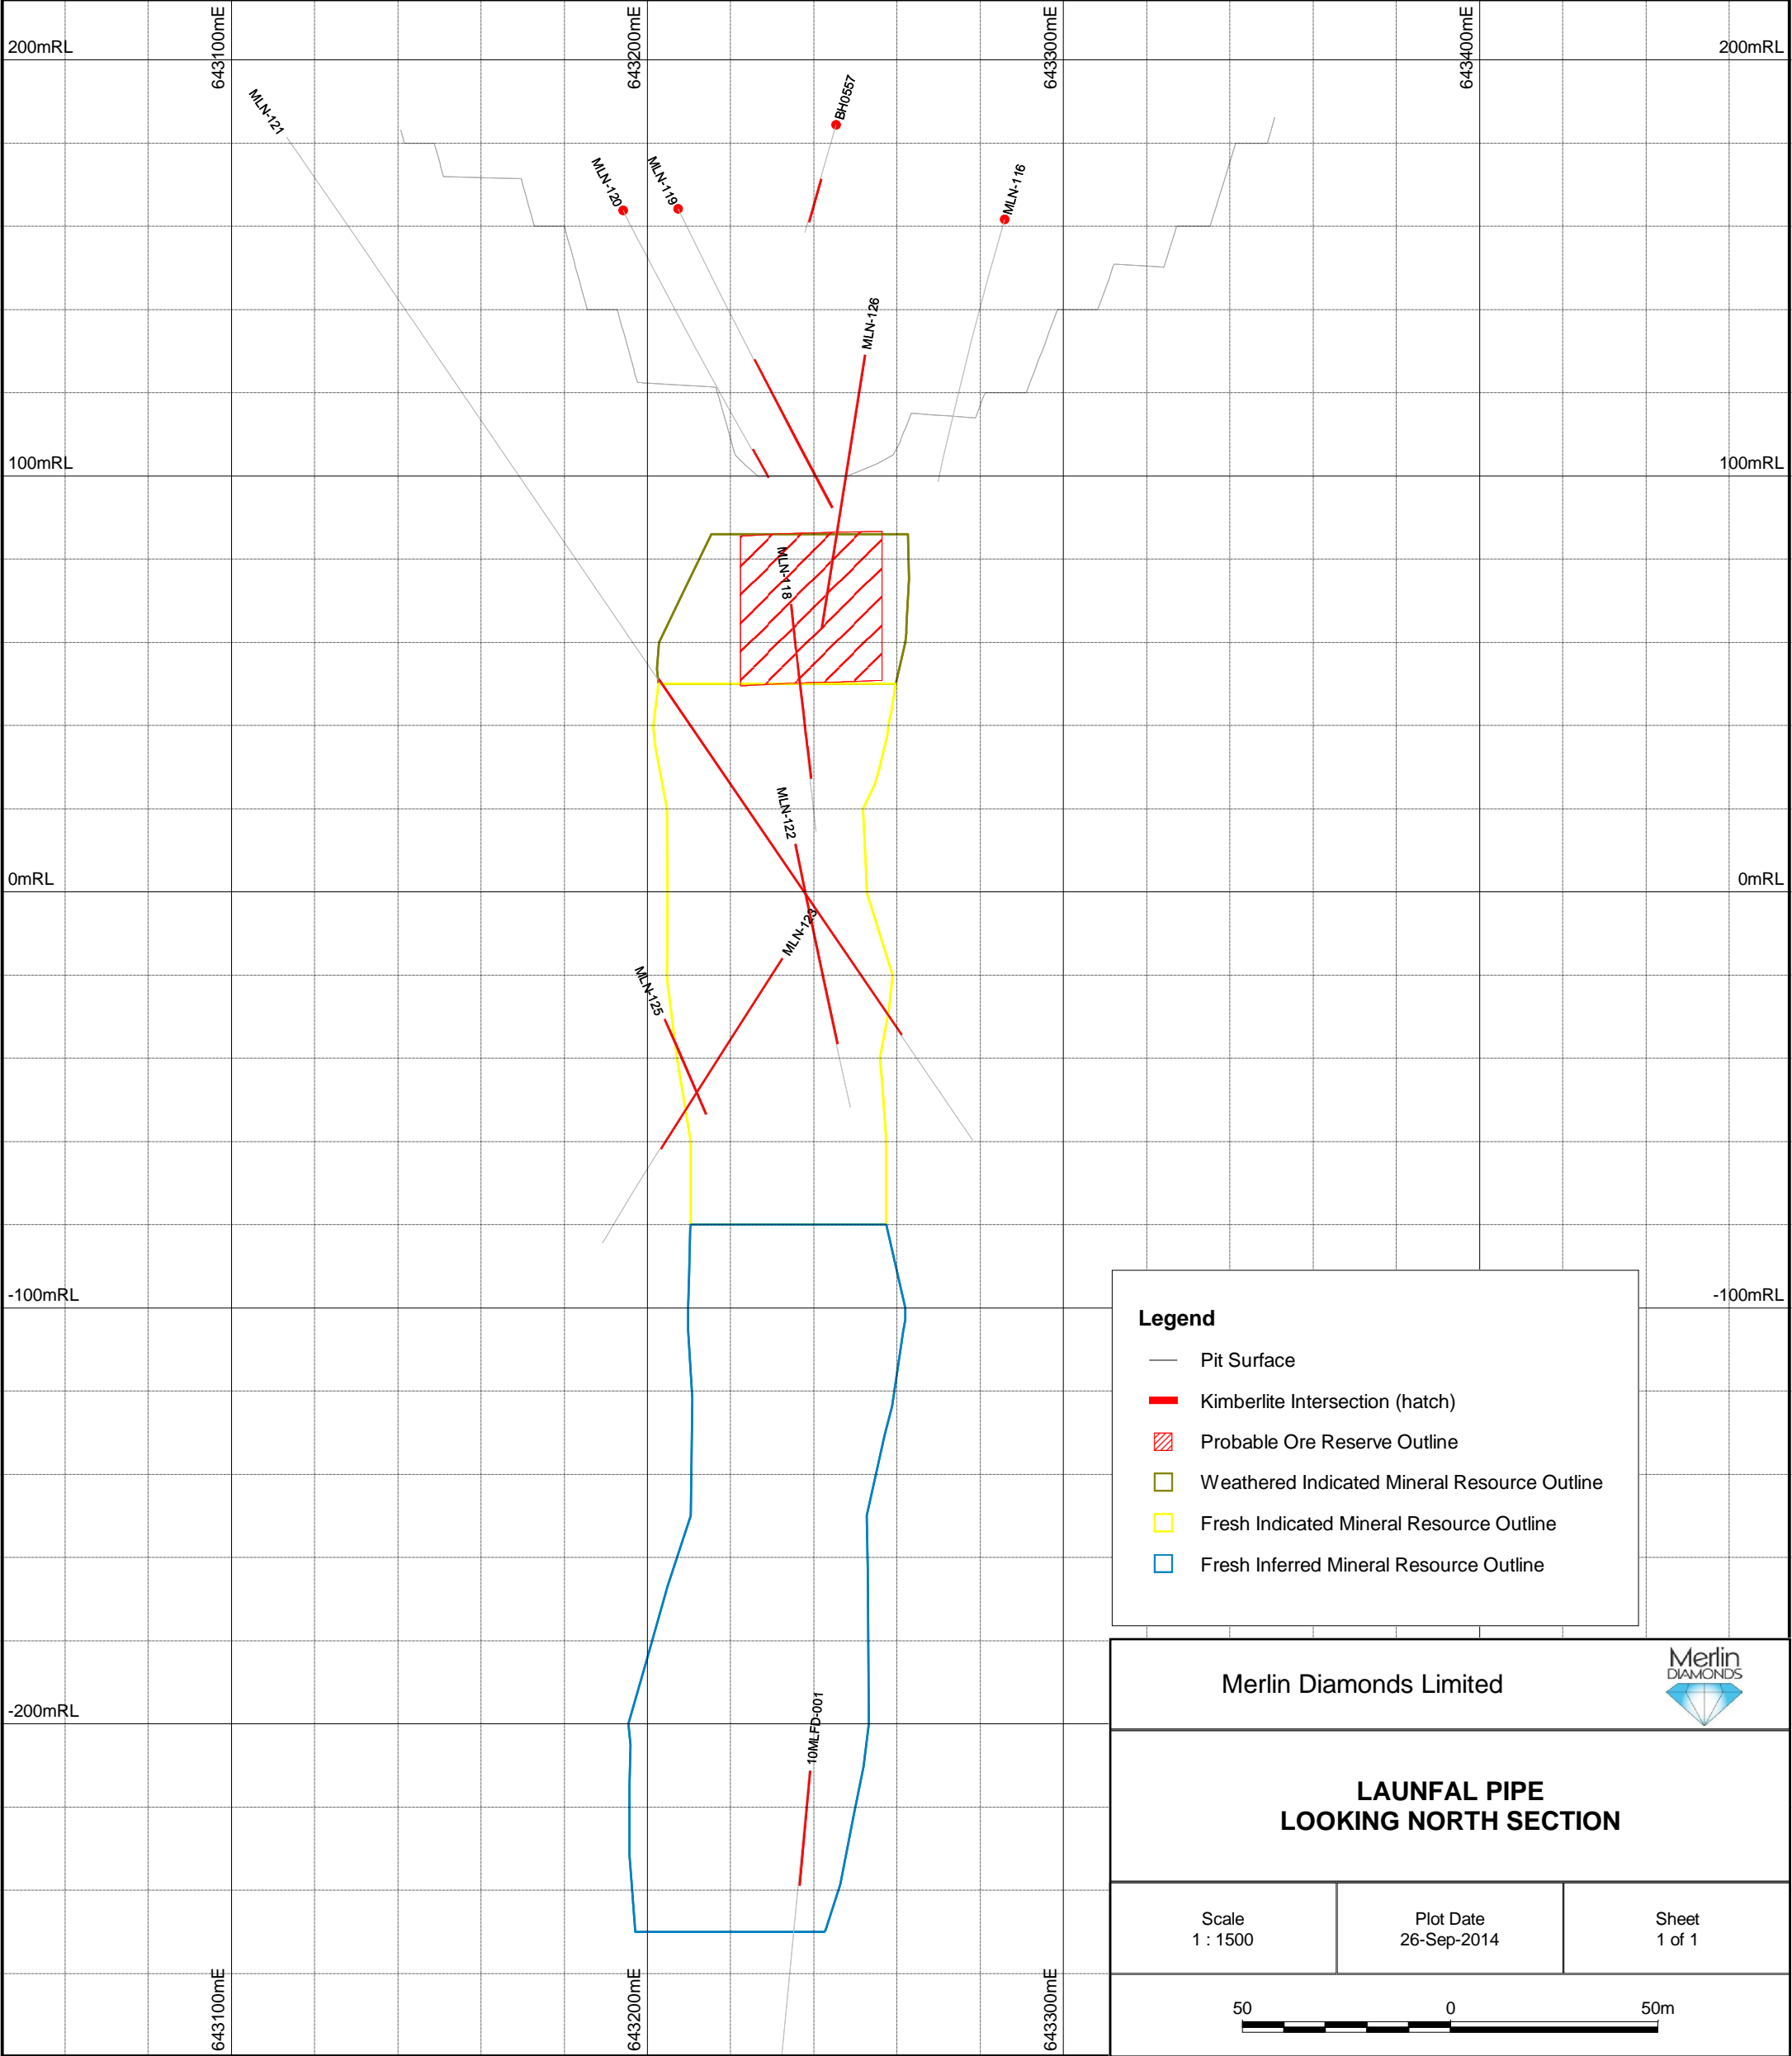 643100mE
643200mE
643300mE
643400mE
200mRL
200mRL
MLN-121
BH0557
MLN-120
MLN-119
MLN-116
MLN-126
100mRL
100mRL
MLN-118
MLN-122
0mRL
0mRL
MLN-123
MLN-125
-100mRL
-100mRL
Legend
Pit Surface
Kimberlite Intersection (hatch)
Probable Ore Reserve Outline
Weathered Indicated Mineral Resource Outline
Fresh Indicated Mineral Resource Outline
Fresh Inferred Mineral Resource Outline
-200mRL
10MLFD-001
Merlin Diamonds Limited
Merlin
DIAMONDS
LAUNFAL PIPE
LOOKING NORTH SECTION
Scale
1 : 1500
Plot Date
26-Sep-2014
Sheet
1 of 1
50 0 50m
643100mE
643200mE
643300mE